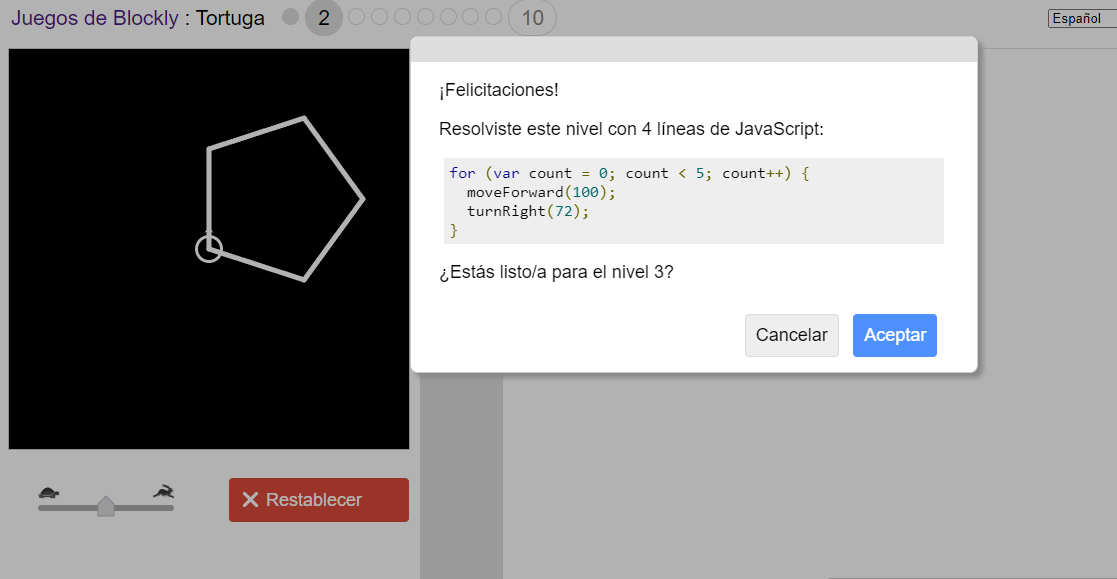 Juegos de Blockly : Tortuga 2 10 Español
¡Felicitaciones!
Resolviste este nivel con 4 líneas de JavaScript:
for (var count = 0; count < 5; count++) {
  moveForward(100);
  turnRight(72);
}
¿Estás listo/a para el nivel 3?
Cancelar Aceptar
Restablecer